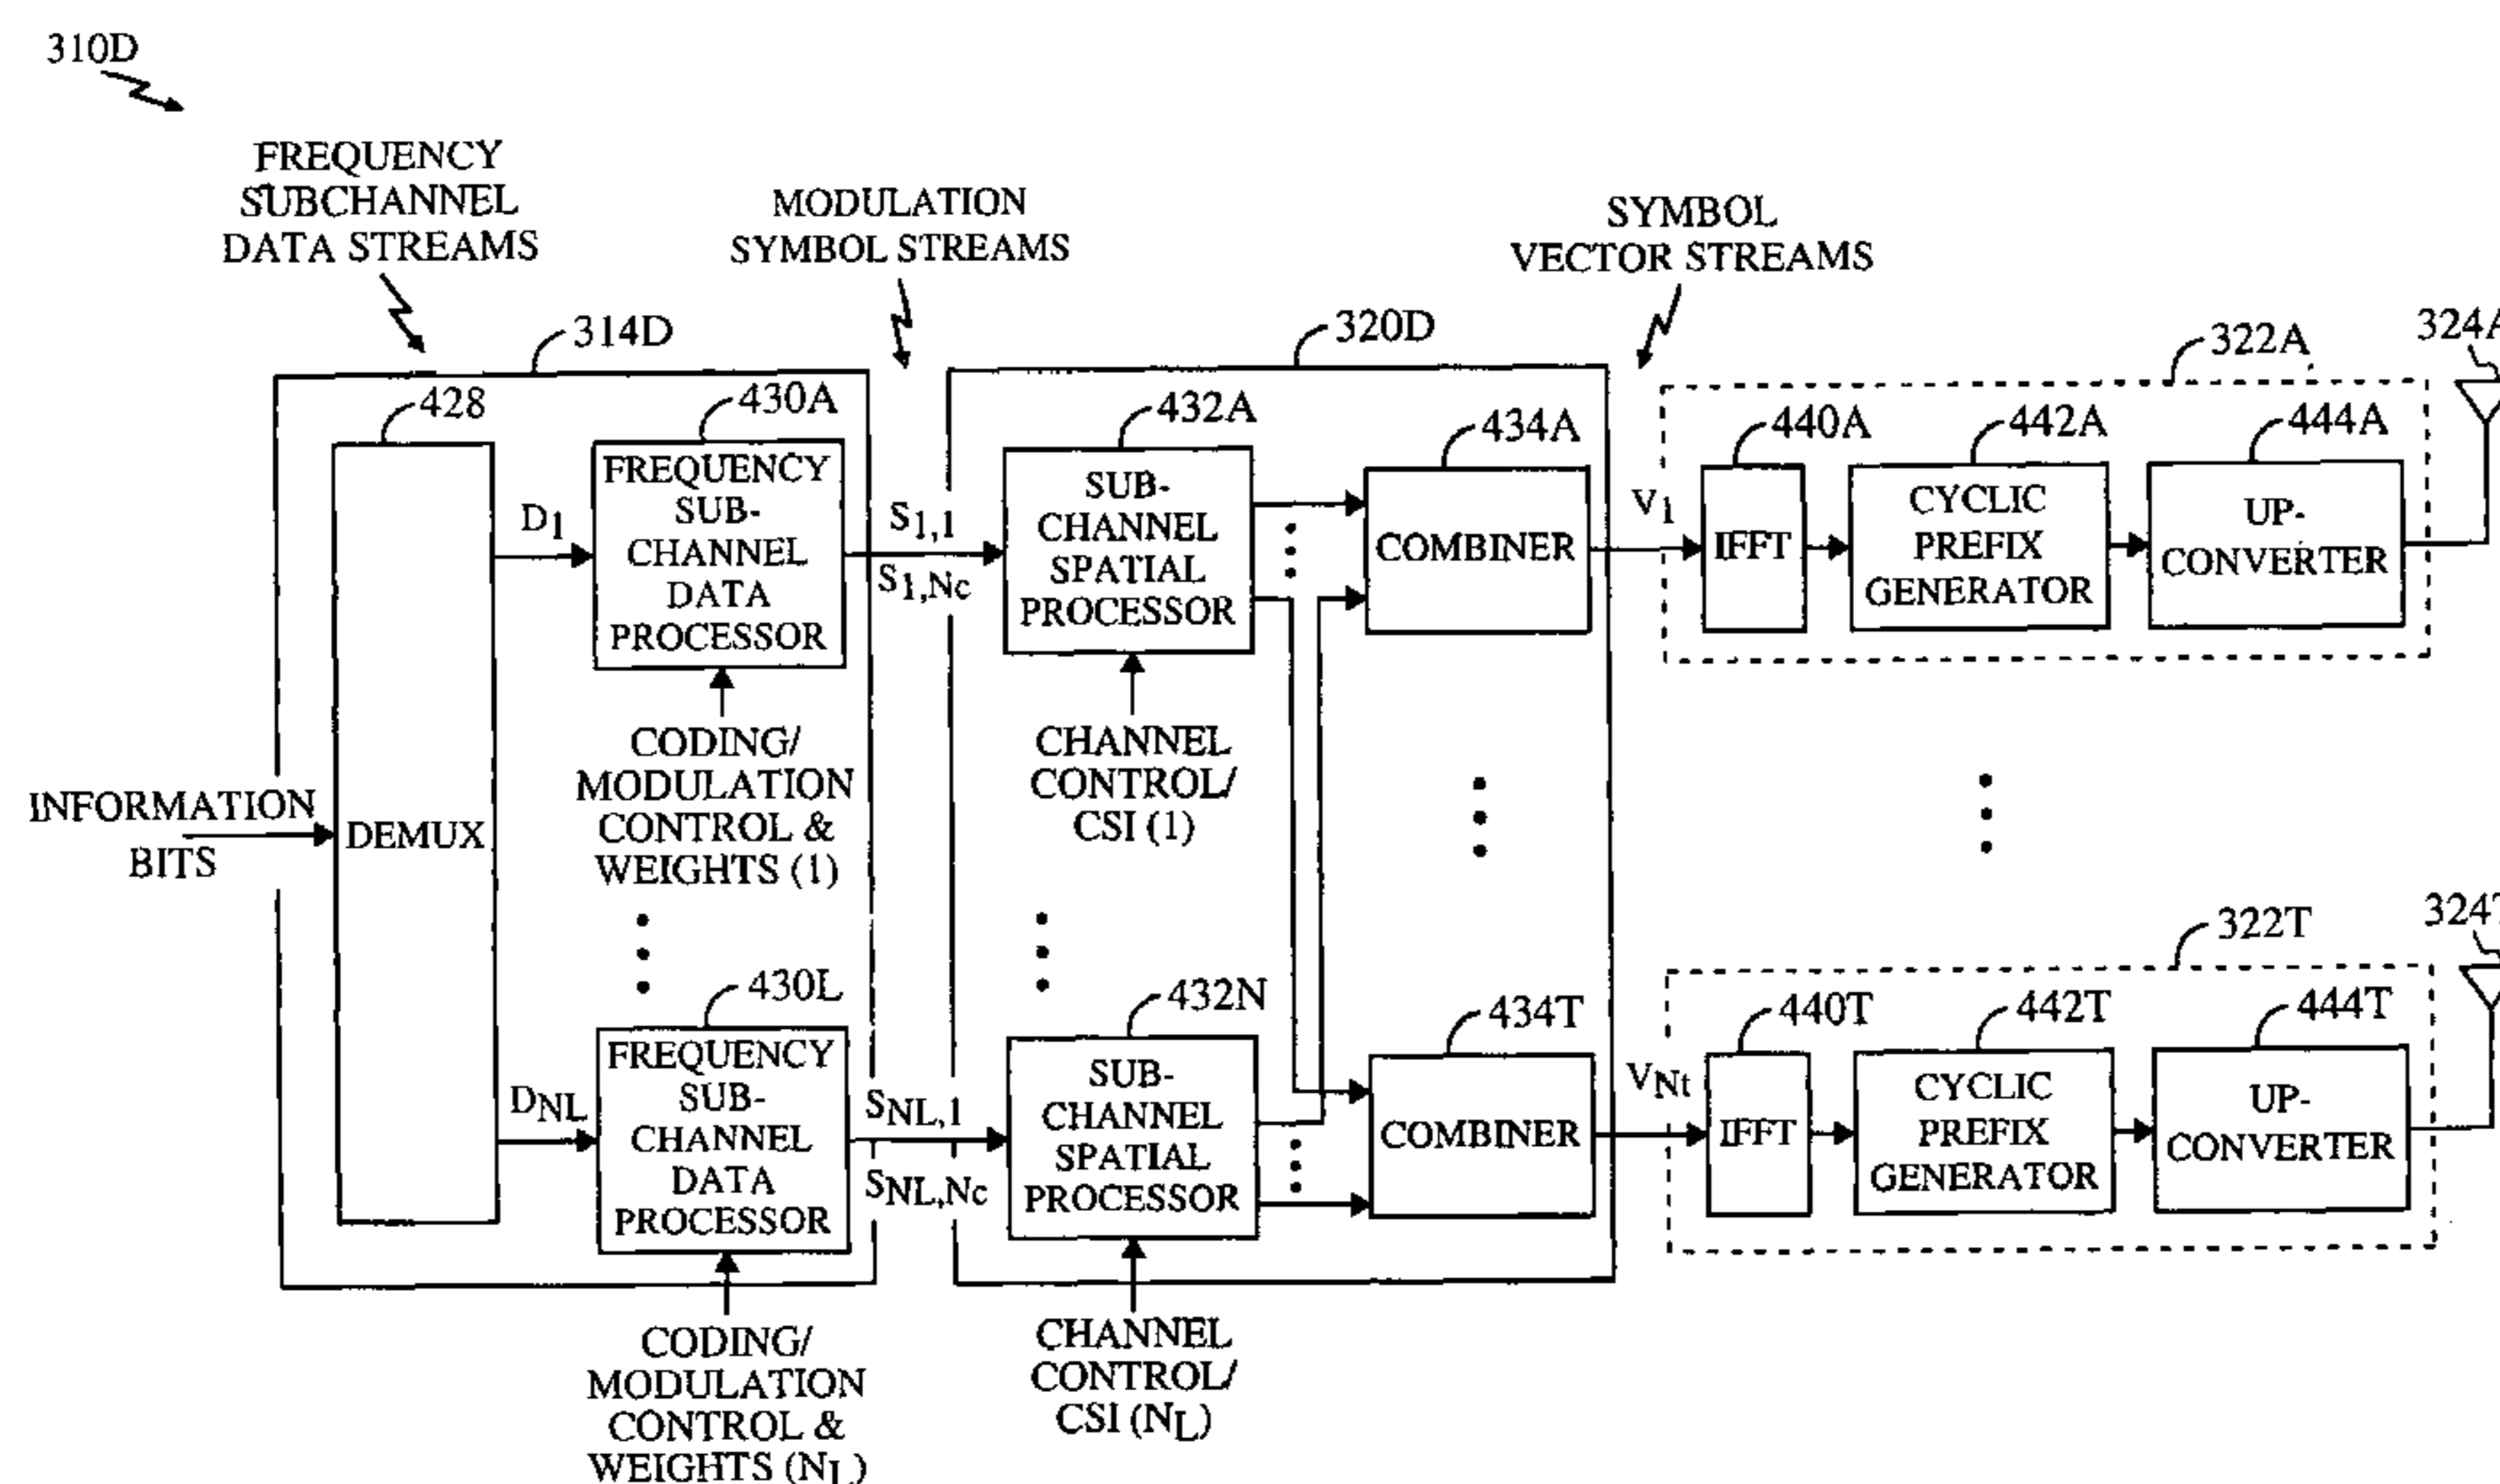 310D
FREQUENCY
SUBCHANNEL
DATA STREAMS
MODULATION
SYMBOL STREAMS
SYMBOL
VECTOR STREAMS
314D
320D
322A
324A
428
430A
432A
434A
440A
442A
444A
INFORMATION
BITS
DEMUX
D1
FREQUENCY
SUB-
CHANNEL
DATA
PROCESSOR
S1,1
S1,Nc
SUB-
CHANNEL
SPATIAL
PROCESSOR
COMBINER
V1
IFFT
CYCLIC
PREFIX
GENERATOR
UP-
CONVERTER
CODING/
MODULATION
CONTROL &
WEIGHTS (1)
CHANNEL
CONTROL/
CSI (1)
322T
324T
430L
432N
434T
440T
442T
444T
DNL
FREQUENCY
SUB-
CHANNEL
DATA
PROCESSOR
SNL,1
SNL,Nc
SUB-
CHANNEL
SPATIAL
PROCESSOR
COMBINER
VNt
IFFT
CYCLIC
PREFIX
GENERATOR
UP-
CONVERTER
CODING/
MODULATION
CONTROL &
WEIGHTS (NL)
CHANNEL
CONTROL/
CSI (NL)